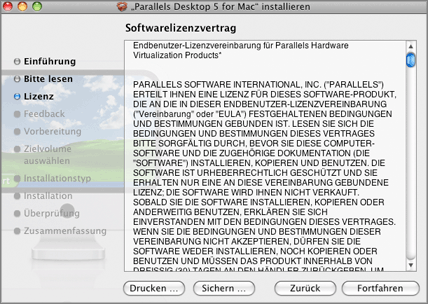 „Parallels Desktop 5 for Mac“ installieren
Softwarelizenzvertrag
Einführung
Bitte lesen
Lizenz
Feedback
Vorbereitung
Zielvolume
auswählen
Installationstyp
Installation
Überprüfung
Zusammenfassung
Endbenutzer-Lizenzvereinbarung für Parallels Hardware
Virtualization Products"
PARALLELS SOFTWARE INTERNATIONAL, INC. ("PARALLELS")
ERTEILT IHNEN EINE LIZENZ FÜR DIESES SOFTWARE-PRODUKT,
DIE AN DIE IN DIESER ENDBENUTZER-LIZENZVEREINBARUNG
("Vereinbarung" oder "EULA") FESTGEHALTENEN BEDINGUNGEN
UND BESTIMMUNGEN GEBUNDEN IST. LESEN SIE SICH DIE
BEDINGUNGEN UND BESTIMMUNGEN DIESES VERTRAGES
BITTE SORGFÄLTIG DURCH, BEVOR SIE DIE COMPUTER-
SOFTWARE UND DIE ZUGEHÖRIGE DOKUMENTATION (DIE
"SOFTWARE") INSTALLIEREN, KOPIEREN UND BENUTZEN. DIE
SOFTWARE IST URHEBERRECHTLICH GESCHÜTZT UND SIE
ERHALTEN NUR EINE AN DIESE VEREINBARUNG GEBUNDENE
LIZENZ; DIE SOFTWARE WIRD IHNEN NICHT VERKAUFT.
SOBALD SIE DIE SOFTWARE INSTALLIEREN, KOPIEREN ODER
ANDERWEITIG BENUTZEN, ERKLÄREN SIE SICH
EINVERSTANDEN MIT DEN BEDINGUNGEN DIESES VERTRAGES.
WENN SIE DIE BEDINGUNGEN UND BESTIMMUNGEN DIESER
VEREINBARUNG NICHT AKZEPTIEREN, DÜRFEN SIE DIE
SOFTWARE WEDER INSTALLIEREN, NOCH KOPIEREN ODER
BENUTZEN UND MÜSSEN DAS PRODUKT INNERHALB VON
DREISSIG (30) TAGEN AN DEN HÄNDLER ZURÜCKGEBEN, UM
Drucken ...
Sichern ...
Zurück
Fortfahren